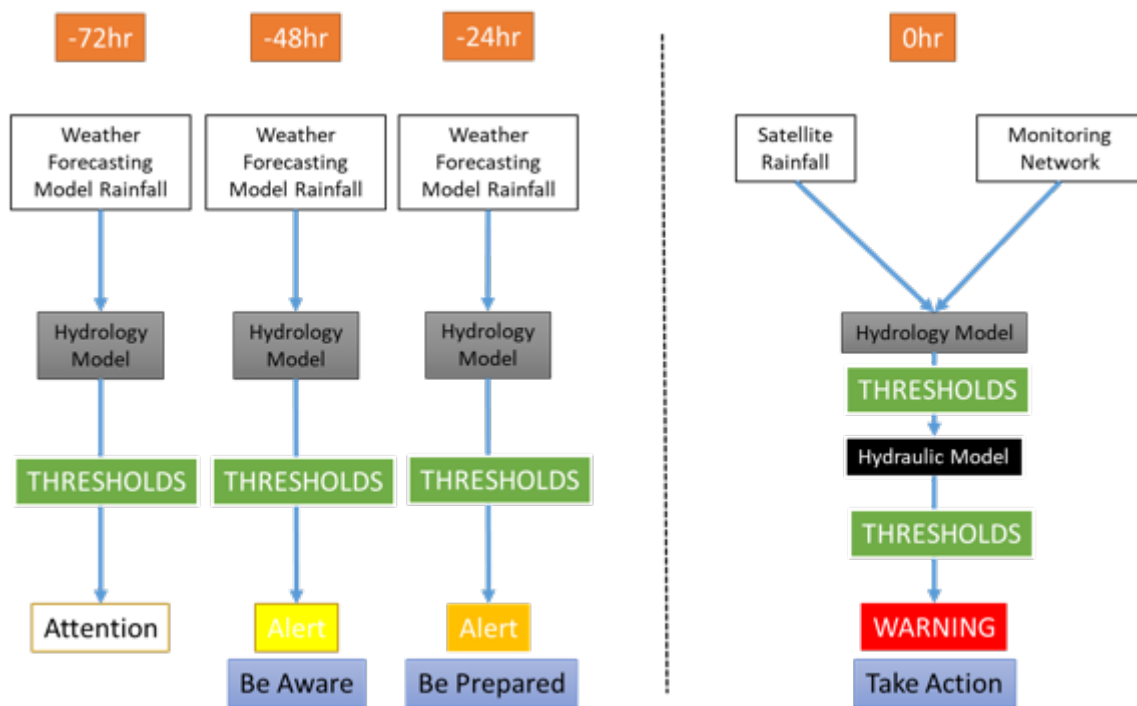 -72hr
-48hr
-24hr
0hr
Weather
Forecasting
Model Rainfall
Weather
Forecasting
Model Rainfall
Weather
Forecasting
Model Rainfall
Satellite
Rainfall
Monitoring
Network
Hydrology
Model
Hydrology
Model
Hydrology
Model
Hydrology Model
THRESHOLDS
Hydraulic Model
THRESHOLDS
THRESHOLDS
THRESHOLDS
THRESHOLDS
Attention
Alert
Alert
WARNING
Be Aware
Be Prepared
Take Action